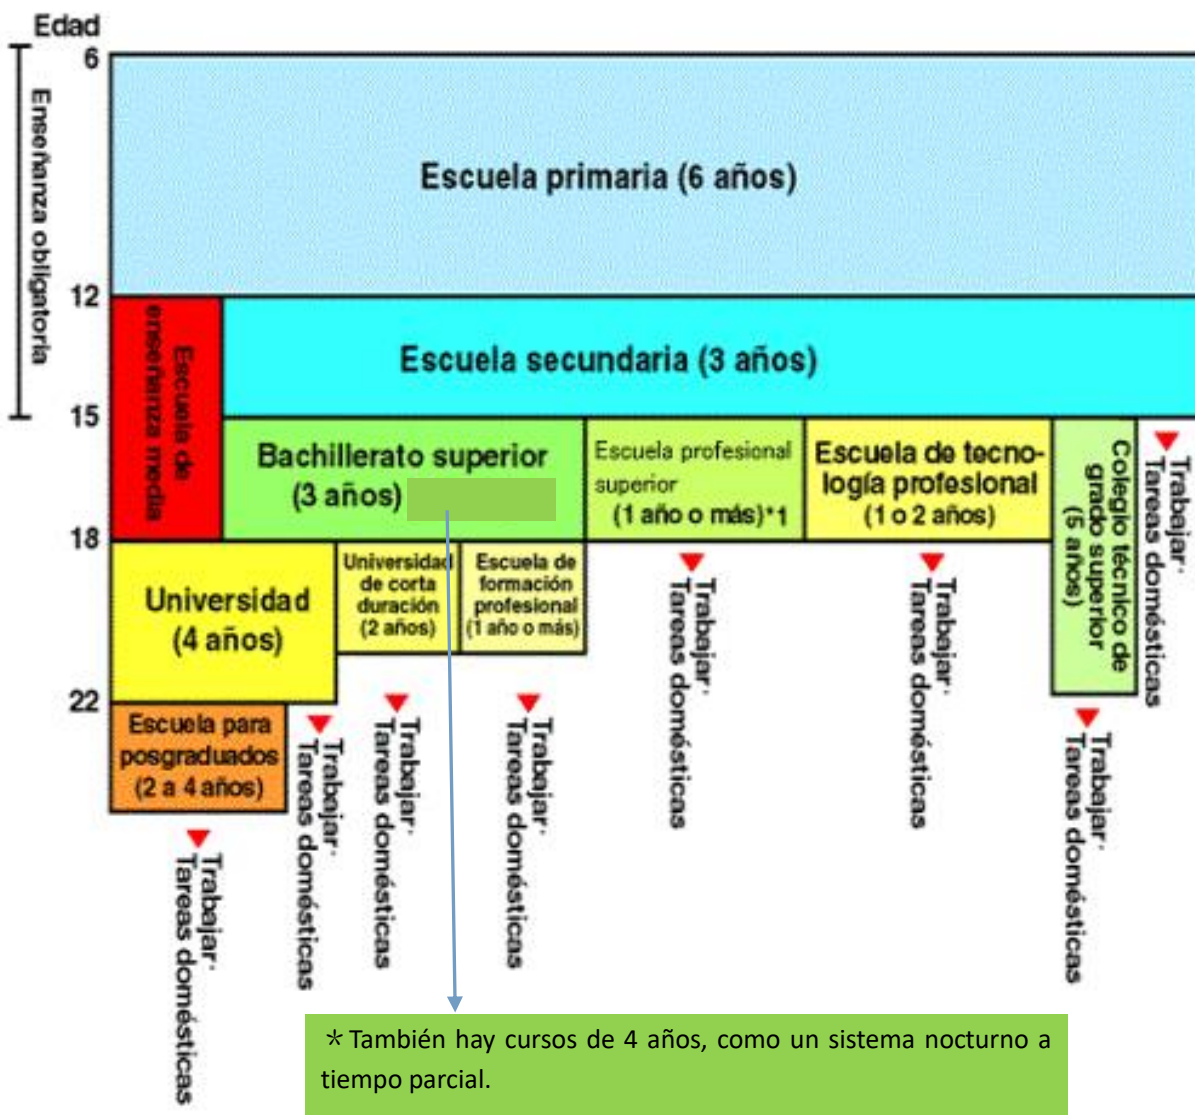 Edad
6
Enseñanza obligatoria
Escuela primaria (6 años)
12
Escuela de
enseñanza media
Escuela secundaria (3 años)
15
Bachillerato superior
(3 años)
Escuela profesional
superior
(1 año o más)*1
Escuela de tecno-
logía profesional
(1 o 2 años)
Colegio técnico de
grado superior
(5 años)
Trabajar·
Tareas domésticas
18
Universidad
(4 años)
Universidad
de corta
duración
(2 años)
Escuela de
formación
profesional
(1 año o más)
Trabajar·
Tareas domésticas
Trabajar·
Tareas domésticas
22
Escuela para
posgraduados
(2 a 4 años)
Trabajar·
Tareas domésticas
Trabajar·
Tareas domésticas
Trabajar·
Tareas domésticas
Trabajar·
Tareas domésticas
Trabajar·
Tareas domésticas
＊También hay cursos de 4 años, como un sistema nocturno a
tiempo parcial.